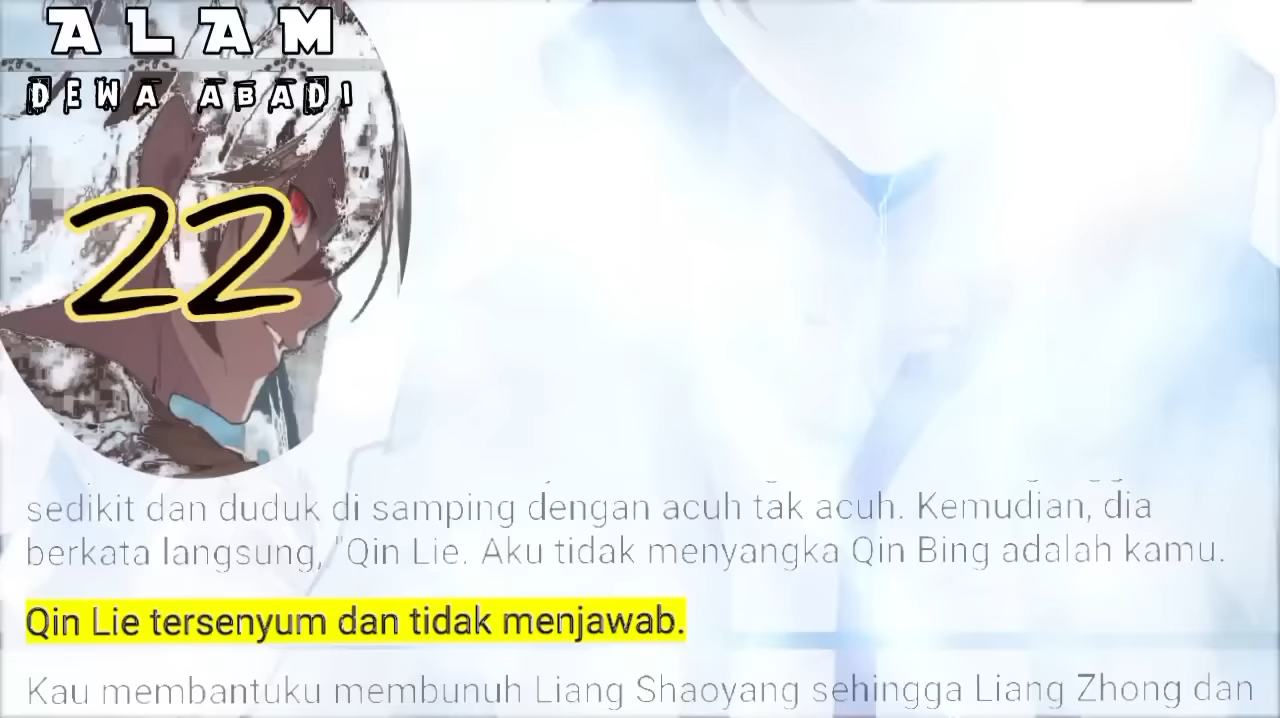 ALAM
DEWA ABADI
22
sedikit dan duduk di samping dengan acuh tak acuh. Kemudian, dia
berkata langsung, "Qin Lie. Aku tidak menyangka Qin Bing adalah kamu.
Qin Lie tersenyum dan tidak menjawab.
Kau membantuku membunuh Liang Shaoyang sehingga Liang Zhong dan